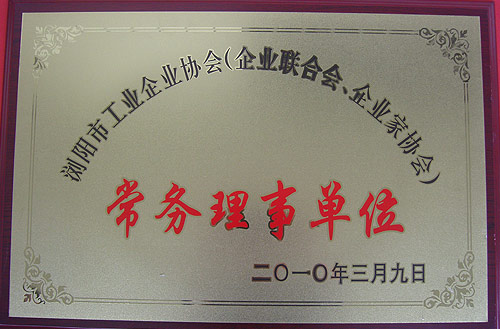 浏阳市工业企业协会(企业联合会、企业家协会)
常务理事单位
二〇一〇年三月九日